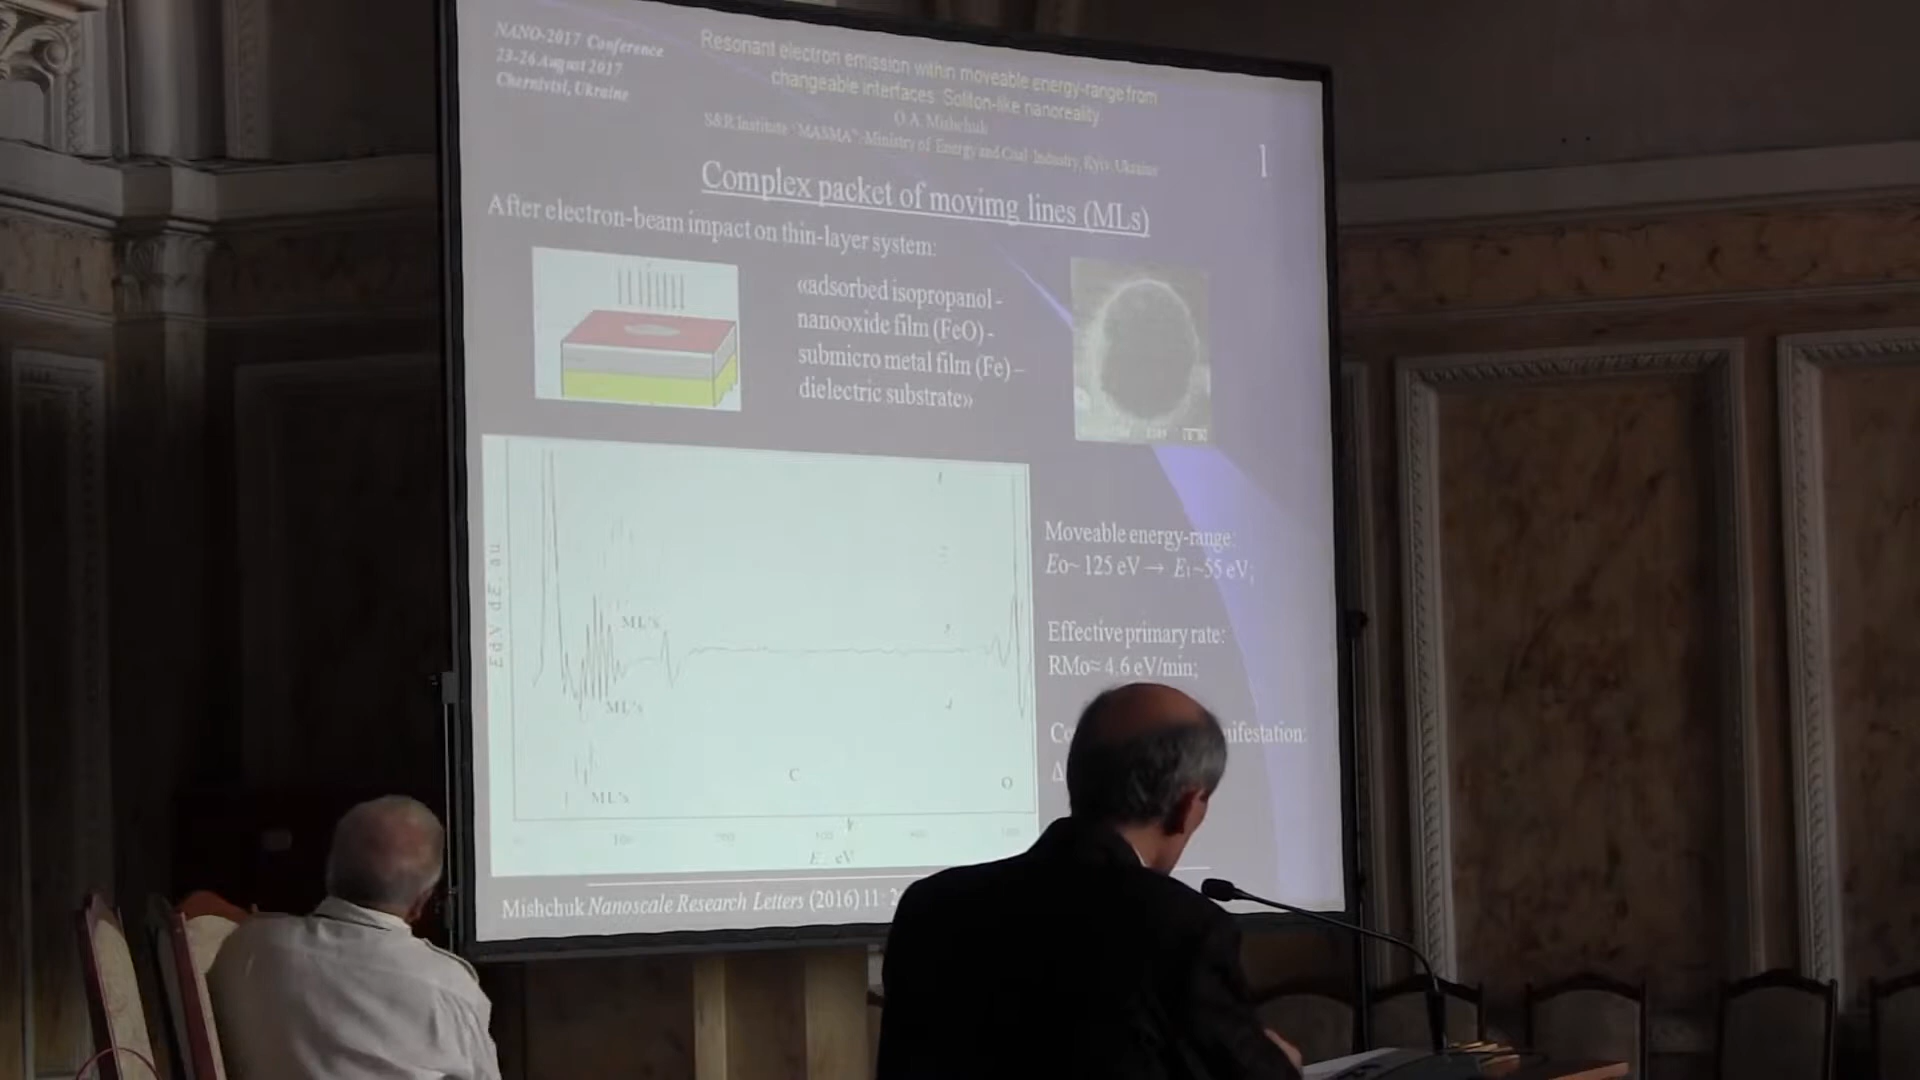 NANO-2017 Conference
23-26 August 2017
Chernivtsi, Ukraine
Resonant electron emission within moveable energy-range from
changeable interfaces: Soliton-like nanoreality
O.A. Mishchuk
S&R Institute "MASMA"-Ministry of Energy and Coal Industry, Kyiv, Ukraine
1
Complex packet of movimg lines (MLs)
After electron-beam impact on thin-layer system:
«adsorbed isopropanol -
nanooxide film (FeO) -
submicro metal film (Fe) –
dielectric substrate»
EdV/dE, au
ML's
ML's
ML's
C
O
E, eV
Moveable energy-range:
Eo~ 125 eV → E1~55 eV;
Effective primary rate:
RMo≈ 4,6 eV/min;
Mishchuk Nanoscale Research Letters (2016) 11: